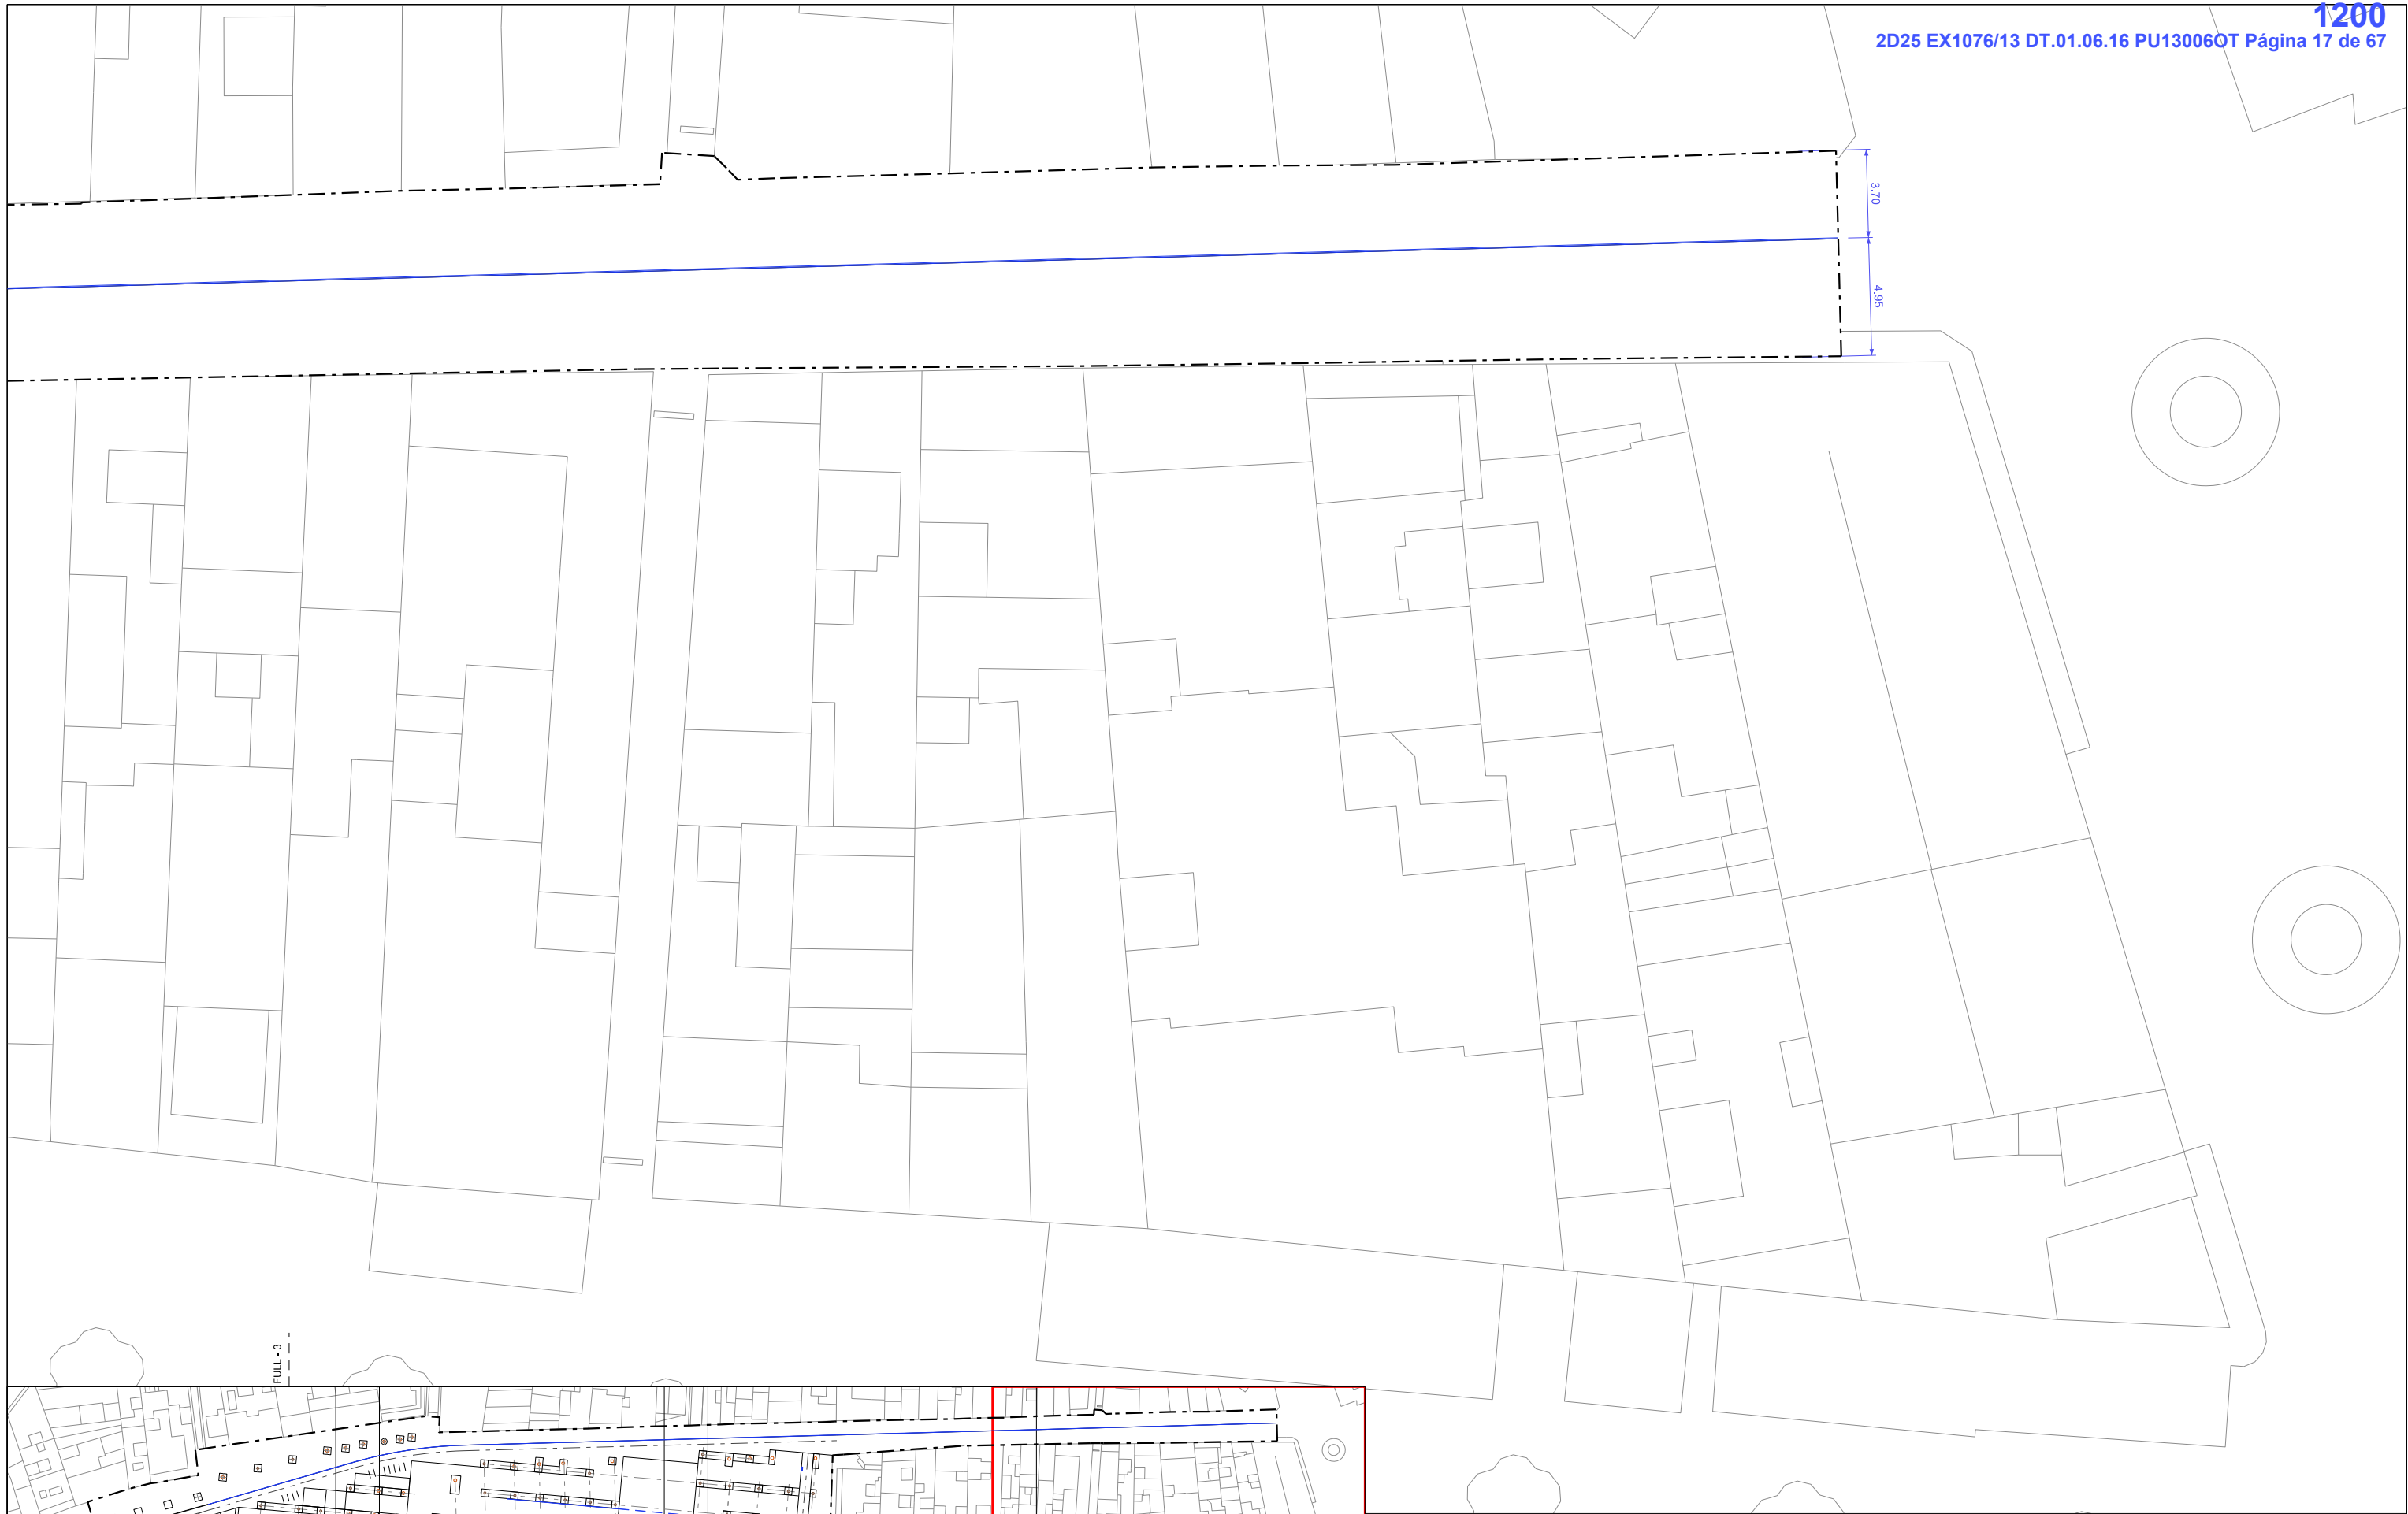 1200
2D25 EX1076/13 DT.01.06.16 PU13006OT Página 17 de 67
3.70
4.95
FULL - 3